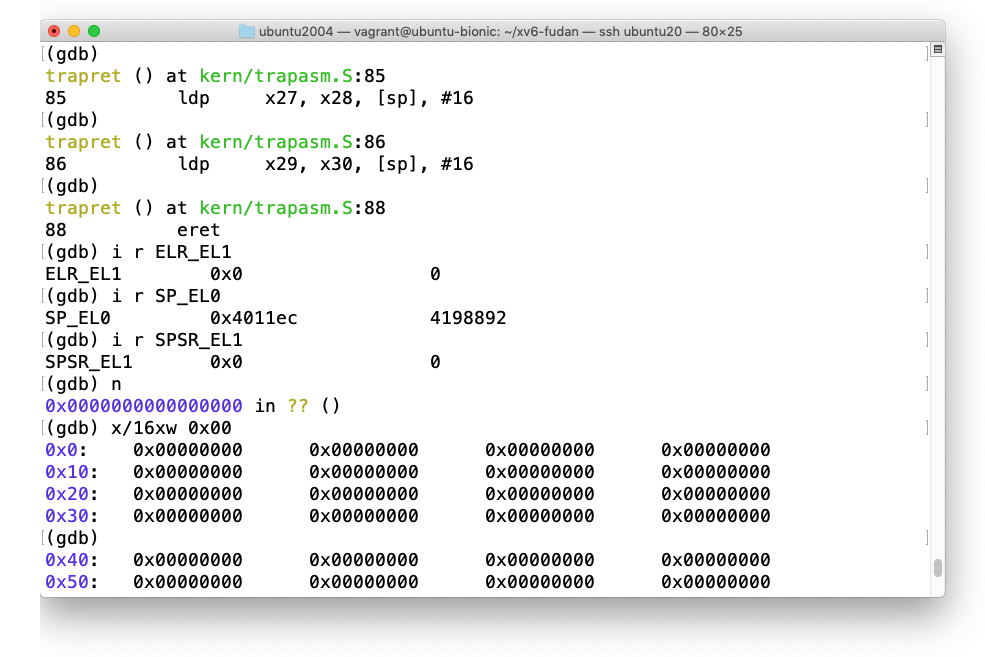 ubuntu2004 — vagrant@ubuntu-bionic: ~/xv6-fudan — ssh ubuntu20 — 80×25
[(gdb) ]
trapret () at kern/trapasm.S:85
85 ldp x27, x28, [sp], #16
[(gdb) ]
trapret () at kern/trapasm.S:86
86 ldp x29, x30, [sp], #16
[(gdb) ]
trapret () at kern/trapasm.S:88
88 eret
[(gdb) i r ELR_EL1 ]
ELR_EL1 0x0 0
[(gdb) i r SP_EL0 ]
SP_EL0 0x4011ec 4198892
[(gdb) i r SPSR_EL1 ]
SPSR_EL1 0x0 0
[(gdb) n ]
0x0000000000000000 in ?? ()
[(gdb) x/16xw 0x00 ]
0x0: 0x00000000 0x00000000 0x00000000 0x00000000
0x10: 0x00000000 0x00000000 0x00000000 0x00000000
0x20: 0x00000000 0x00000000 0x00000000 0x00000000
0x30: 0x00000000 0x00000000 0x00000000 0x00000000
[(gdb) ]
0x40: 0x00000000 0x00000000 0x00000000 0x00000000
0x50: 0x00000000 0x00000000 0x00000000 0x00000000